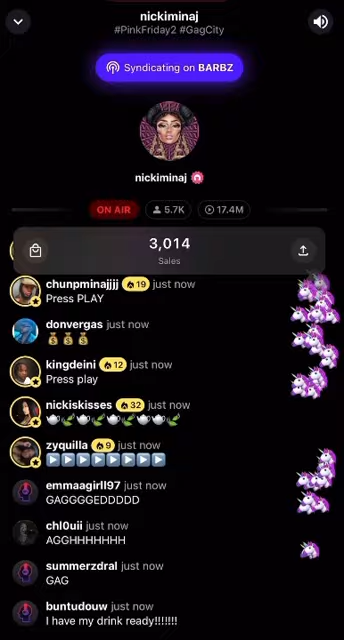 nickiminaj
#PinkFriday2 #GagCity
Syndicating on BARBZ
nickiminaj
ON AIR 5.7K 17.4M
3,014
Sales
chunpminajjjj 19 just now
Press PLAY
donvergas just now
💰💰💰
kingdeini 12 just now
Press play
nickiskisses 32 just now
zyquilla 9 just now
▶️▶️▶️▶️▶️▶️▶️▶️
emmaagirll97 just now
GAGGGGEDDDDD
chl0uii just now
AGGHHHHHHH
summerzdral just now
GAG
buntudouw just now
I have my drink ready!!!!!!!